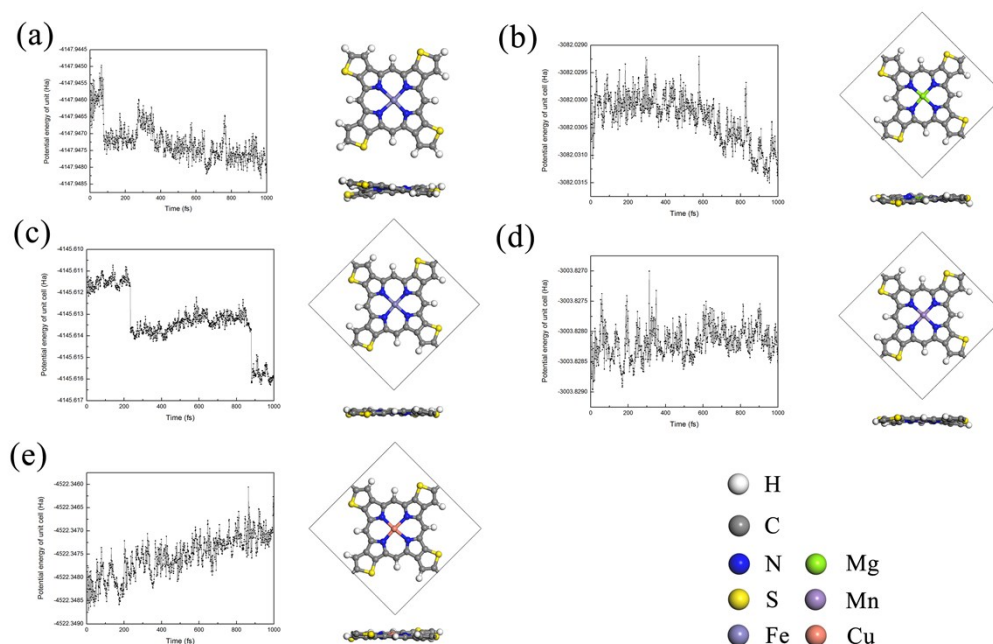 (a)
Potential energy of unit cell (Ha)
-4147.9445
-4147.9450
-4147.9455
-4147.9460
-4147.9465
-4147.9470
-4147.9475
-4147.9480
-4147.9485
0 200 400 600 800 1000
Time (fs)
(b)
Potential energy of unit cell (Ha)
-3082.0290
-3082.0295
-3082.0300
-3082.0305
-3082.0310
-3082.0315
0 200 400 600 800 1000
Time (fs)
(c)
Potential energy of unit cell (Ha)
-4145.610
-4145.611
-4145.612
-4145.613
-4145.614
-4145.615
-4145.616
-4145.617
0 200 400 600 800 1000
Time (fs)
(d)
Potential energy of unit cell (Ha)
-3003.8270
-3003.8275
-3003.8280
-3003.8285
-3003.8290
0 200 400 600 800 1000
Time (fs)
(e)
Potential energy of unit cell (Ha)
-4522.3460
-4522.3465
-4522.3470
-4522.3475
-4522.3480
-4522.3485
-4522.3490
0 200 400 600 800 1000
Time (fs)
H
C
N Mg
S Mn
Fe Cu